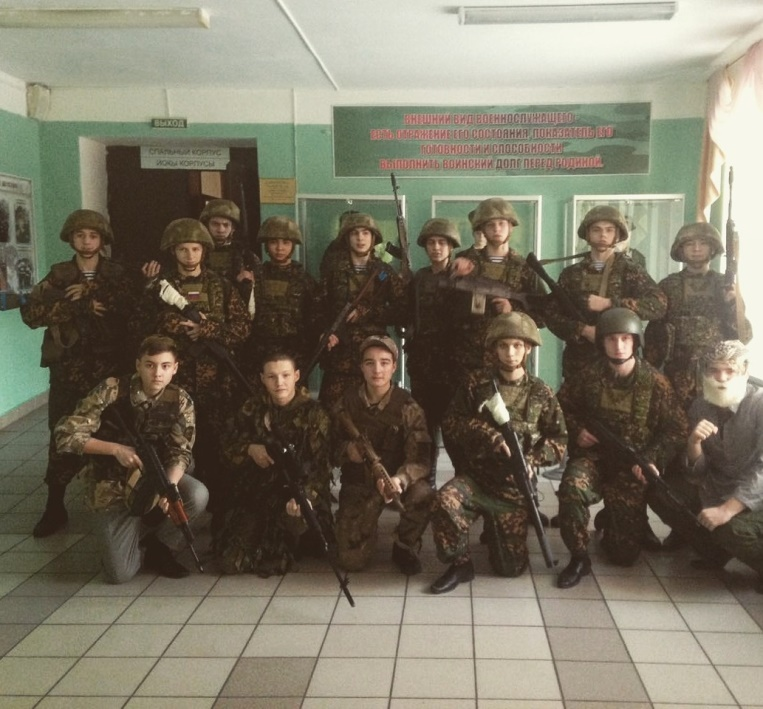 ВЫХОД
СПАЛЬНЫЙ КОРПУС
ЙОКЫ КОРПУСЫ
ВНЕШНИЙ ВИД ВОЕННОСЛУЖАЩЕГО-
ЕСТЬ ОТРАЖЕНИЕ ЕГО СОСТОЯНИЯ, ПОКАЗАТЕЛЬ ЕГО
ГОТОВНОСТИ И СПОСОБНОСТИ
ВЫПОЛНИТЬ ВОИНСКИЙ ДОЛГ ПЕРЕД РОДИНОЙ.